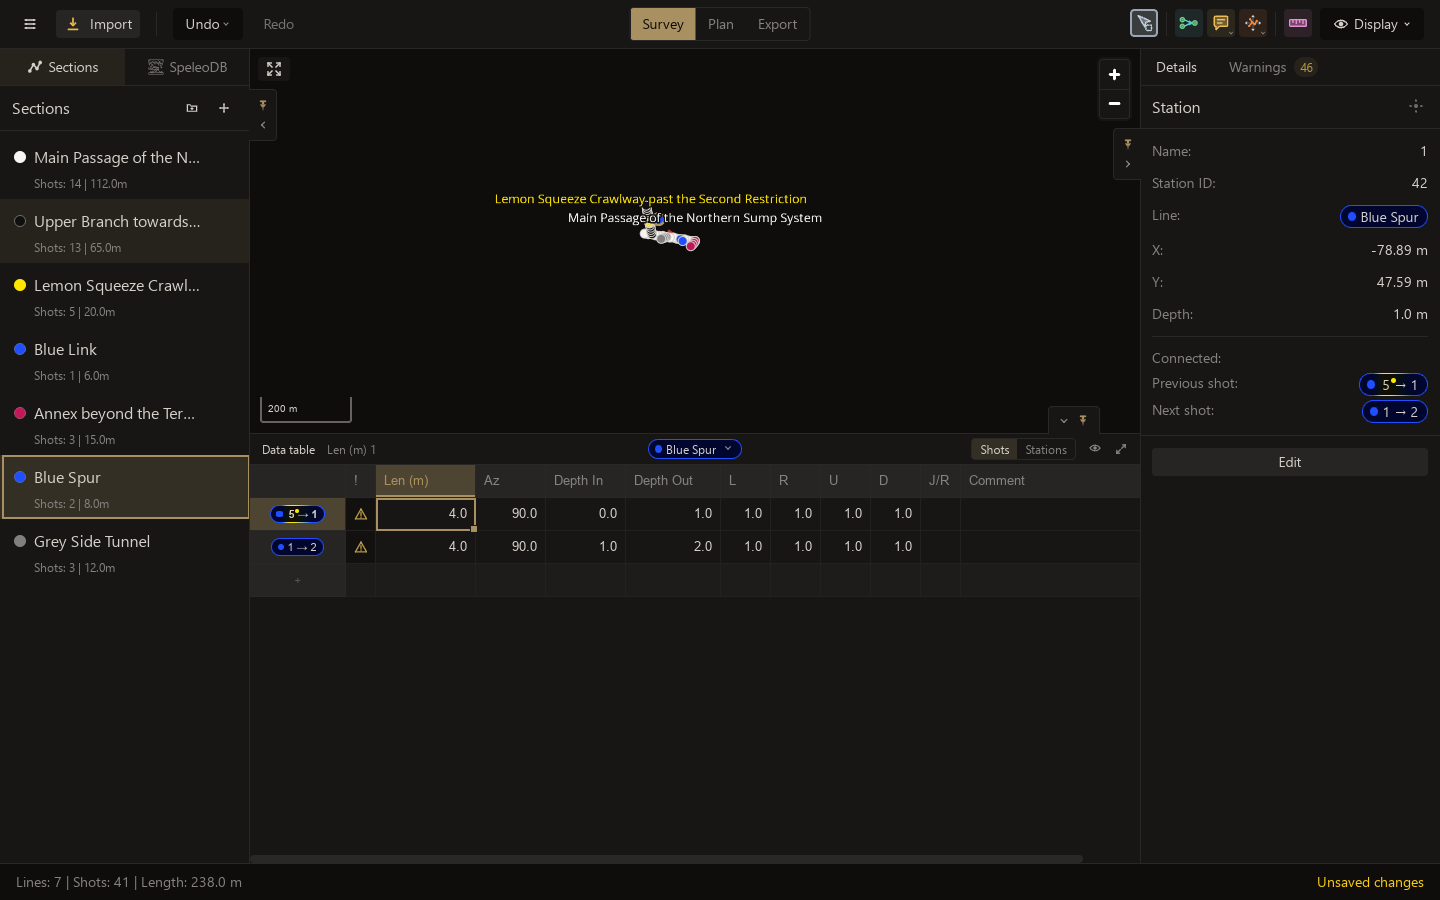 Import
Undo
Redo
Survey
Plan
Export
Display
Sections
SpeleoDB
Sections
Main Passage of the N...
Shots: 14 | 112.0m
Upper Branch towards...
Shots: 13 | 65.0m
Lemon Squeeze Crawl...
Shots: 5 | 20.0m
Blue Link
Shots: 1 | 6.0m
Annex beyond the Ter...
Shots: 3 | 15.0m
Blue Spur
Shots: 2 | 8.0m
Grey Side Tunnel
Shots: 3 | 12.0m
Lemon Squeeze Crawlway past the Second Restriction
Main Passage of the Northern Sump System
200 m
Data table
Len (m) 1
Blue Spur
Shots
Stations
! Len (m) Az Depth In Depth Out L R U D J/R Comment
5 → 1 4.0 90.0 0.0 1.0 1.0 1.0 1.0 1.0
1 → 2 4.0 90.0 1.0 2.0 1.0 1.0 1.0 1.0
+
Details
Warnings 46
Station
Name: 1
Station ID: 42
Line: Blue Spur
X: -78.89 m
Y: 47.59 m
Depth: 1.0 m
Connected:
Previous shot: 5 → 1
Next shot: 1 → 2
Edit
Lines: 7 | Shots: 41 | Length: 238.0 m
Unsaved changes